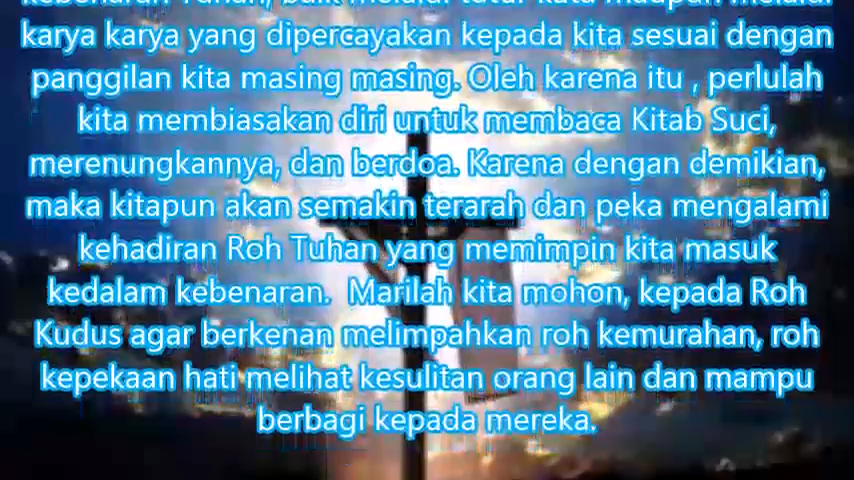 kebenaran Tuhan, baik melalui tutur kata maupun melalui
karya karya yang dipercayakan kepada kita sesuai dengan
panggilan kita masing masing. Oleh karena itu , perlulah
kita membiasakan diri untuk membaca Kitab Suci,
merenungkannya, dan berdoa. Karena dengan demikian,
maka kitapun akan semakin terarah dan peka mengalami
kehadiran Roh Tuhan yang memimpin kita masuk
kedalam kebenaran. Marilah kita mohon, kepada Roh
Kudus agar berkenan melimpahkan roh kemurahan, roh
kepekaan hati melihat kesulitan orang lain dan mampu
berbagi kepada mereka.